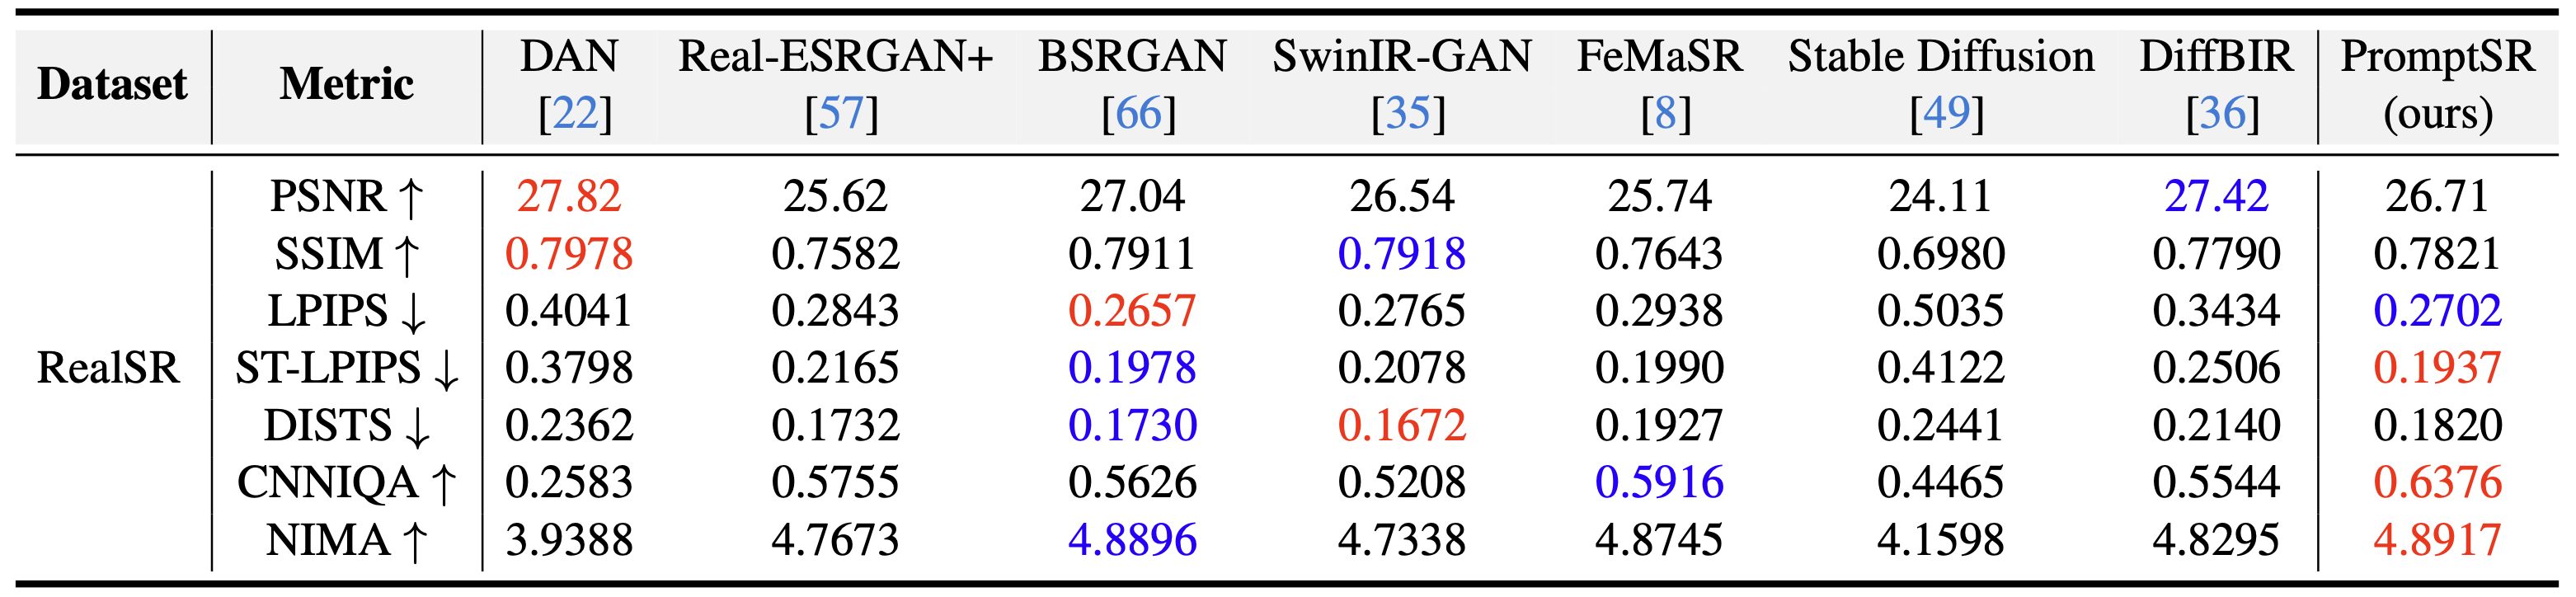 Dataset Metric DAN Real-ESRGAN+ BSRGAN SwinIR-GAN FeMaSR Stable Diffusion DiffBIR PromptSR
[22] [57] [66] [35] [8] [49] [36] (ours)
PSNR ↑ 27.82 25.62 27.04 26.54 25.74 24.11 27.42 26.71
SSIM ↑ 0.7978 0.7582 0.7911 0.7918 0.7643 0.6980 0.7790 0.7821
LPIPS ↓ 0.4041 0.2843 0.2657 0.2765 0.2938 0.5035 0.3434 0.2702
RealSR ST-LPIPS ↓ 0.3798 0.2165 0.1978 0.2078 0.1990 0.4122 0.2506 0.1937
DISTS ↓ 0.2362 0.1732 0.1730 0.1672 0.1927 0.2441 0.2140 0.1820
CNNIQA ↑ 0.2583 0.5755 0.5626 0.5208 0.5916 0.4465 0.5544 0.6376
NIMA ↑ 3.9388 4.7673 4.8896 4.7338 4.8745 4.1598 4.8295 4.8917